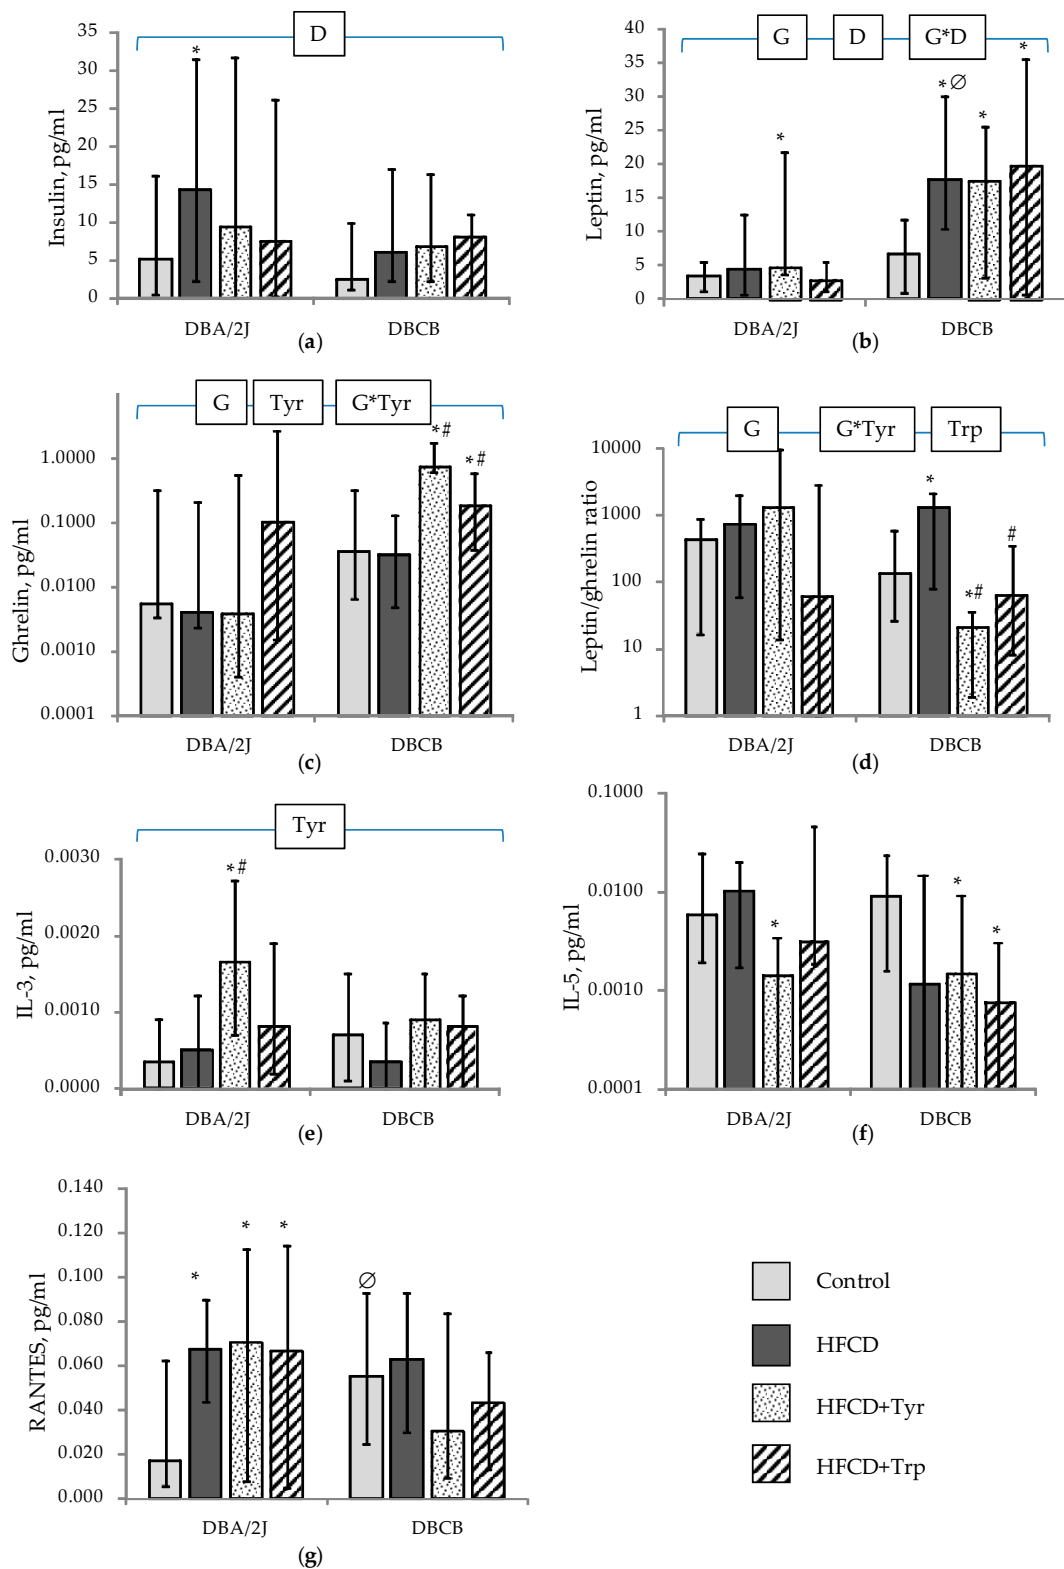 D
Insulin, pg/ml
35
30
25
20
15
10
5
0
*
DBA/2J
DBCB
(a)
G
D
G*D
Leptin, pg/ml
40
35
30
25
20
15
10
5
0
*
*∅
*
*
DBA/2J
DBCB
(b)
G
Tyr
G*Tyr
Ghrelin, pg/ml
1.0000
0.1000
0.0100
0.0010
0.0001
*#
*#
DBA/2J
DBCB
(c)
G
G*Tyr
Trp
Leptin/ghrelin ratio
10000
1000
100
10
1
*
*#
#
DBA/2J
DBCB
(d)
Tyr
IL-3, pg/ml
0.0030
0.0020
0.0010
0.0000
*#
DBA/2J
DBCB
(e)
IL-5, pg/ml
0.1000
0.0100
0.0010
0.0001
*
*
*
DBA/2J
DBCB
(f)
RANTES, pg/ml
0.140
0.120
0.100
0.080
0.060
0.040
0.020
0.000
*
*
*
∅
DBA/2J
DBCB
(g)
Control
HFCD
HFCD+Tyr
HFCD+Trp